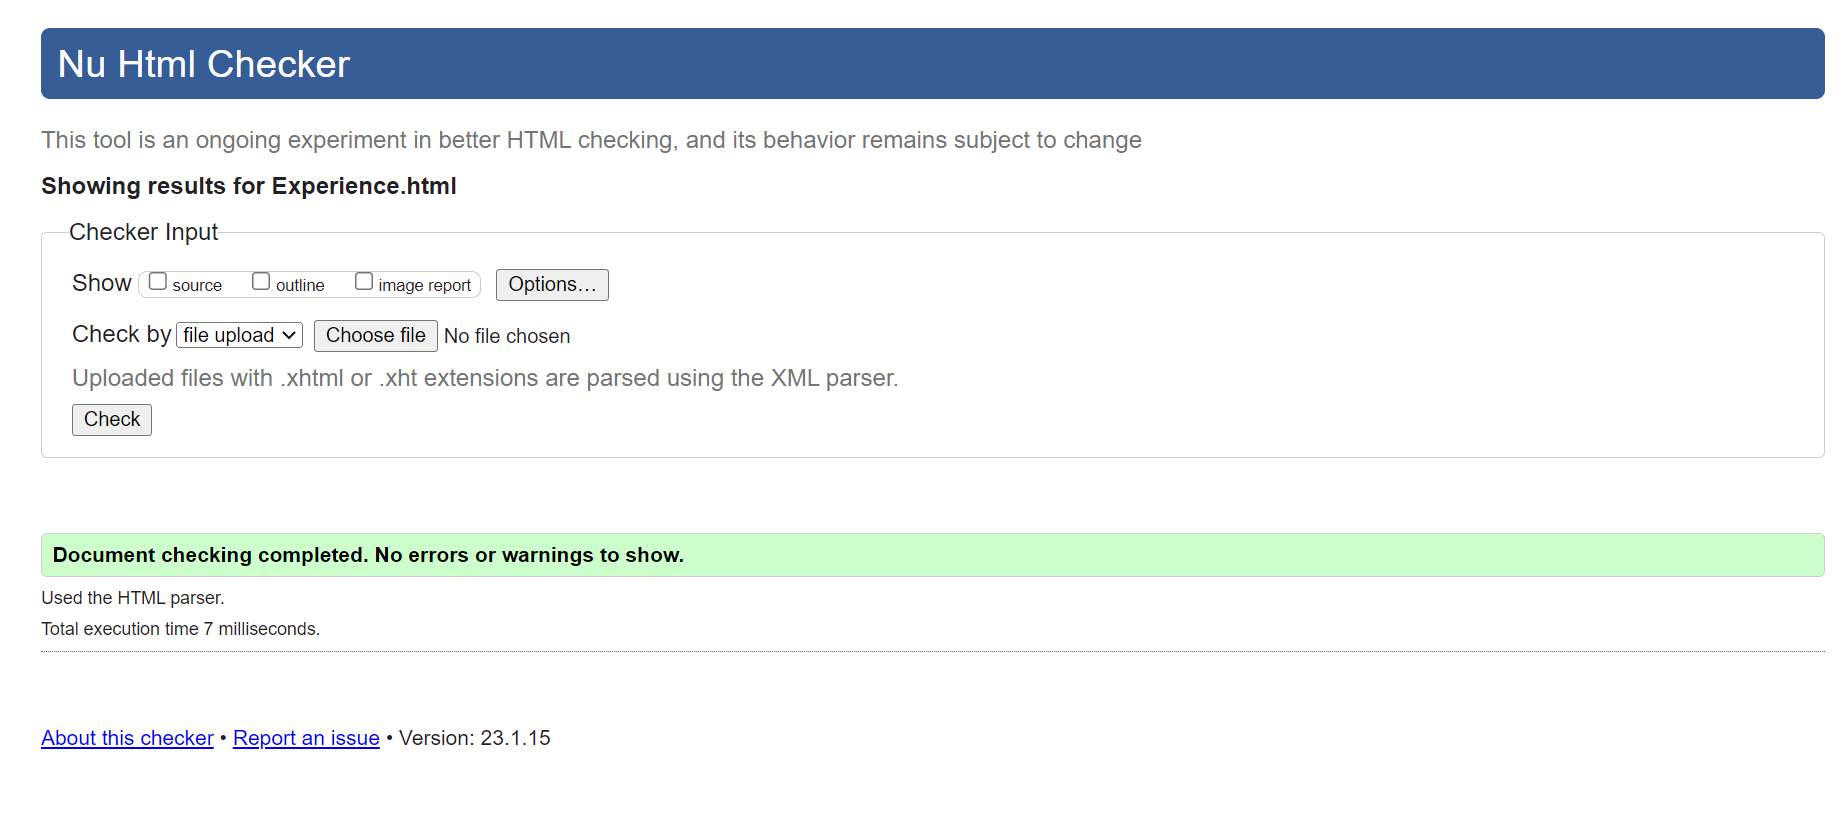 Nu Html Checker
This tool is an ongoing experiment in better HTML checking, and its behavior remains subject to change
Showing results for Experience.html
Checker Input
Show source outline image report Options...
Check by file upload Choose file No file chosen
Uploaded files with .xhtml or .xht extensions are parsed using the XML parser.
Check
Document checking completed. No errors or warnings to show.
Used the HTML parser.
Total execution time 7 milliseconds.
About this checker • Report an issue • Version: 23.1.15